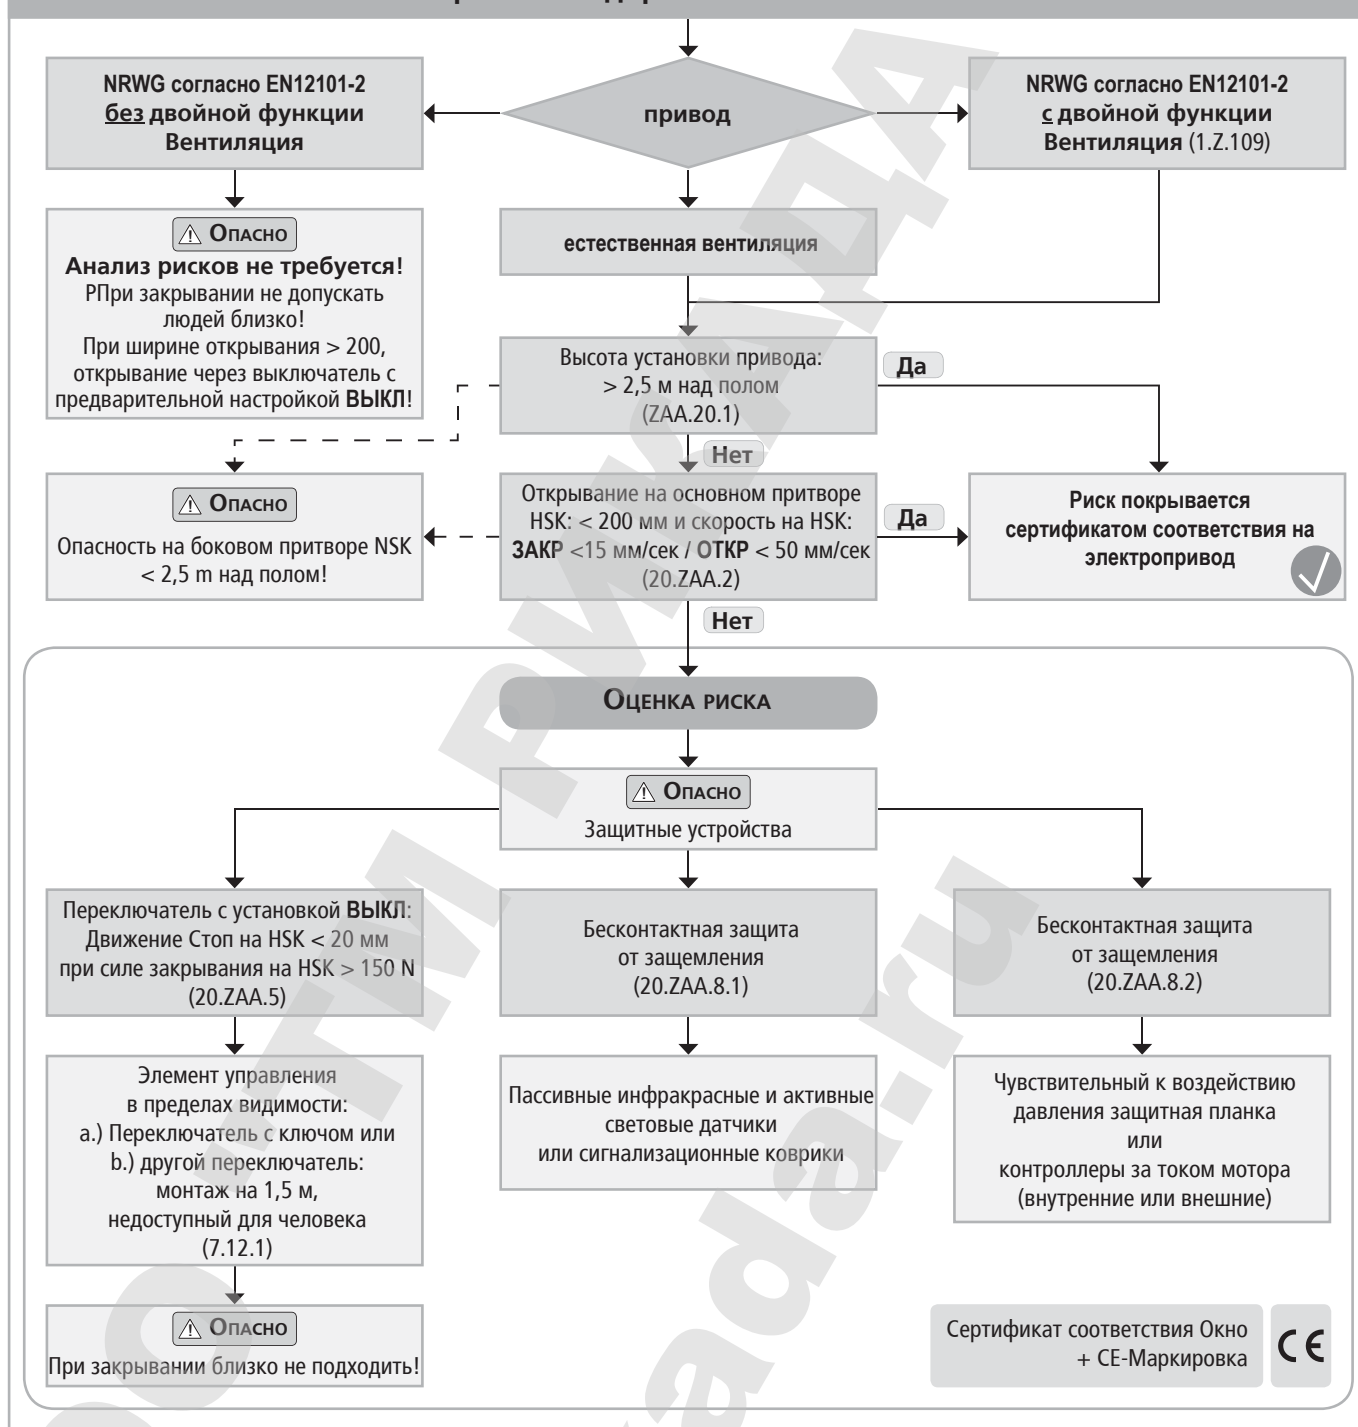 NRWG согласно EN12101-2
без двойной функции
Вентиляция
привод
NRWG согласно EN12101-2
с двойной функции
Вентиляция (1.Z.109)
⚠ Опасно
Анализ рисков не требуется!
РПри закрывании не допускать
людей близко!
При ширине открывания > 200,
открывание через выключатель с
предварительной настройкой ВЫКЛ!
естественная вентиляция
Высота установки привода:
> 2,5 м над полом
(ZAA.20.1)
Да
Нет
⚠ Опасно
Опасность на боковом притворе NSK
< 2,5 m над полом!
Открывание на основном притворе
HSK: < 200 мм и скорость на HSK:
ЗАКР <15 мм/сек / ОТКР < 50 мм/сек
(20.ZAA.2)
Да
Риск покрывается
сертификатом соответствия на
электропривод
Нет
Оценка риска
⚠ Опасно
Защитные устройства
Переключатель с установкой ВЫКЛ:
Движение Стоп на HSK < 20 мм
при силе закрывания на HSK > 150 N
(20.ZAA.5)
Бесконтактная защита
от защемления
(20.ZAA.8.1)
Бесконтактная защита
от защемления
(20.ZAA.8.2)
Элемент управления
в пределах видимости:
a.) Переключатель с ключом или
b.) другой переключатель:
монтаж на 1,5 м,
недоступный для человека
(7.12.1)
Пассивные инфракрасные и активные
световые датчики
или сигнализационные коврики
Чувствительный к воздействию
давления защитная планка
или
контроллеры за током мотора
(внутренние или внешние)
⚠ Опасно
При закрывании близко не подходить!
Сертификат соответствия Окно
+ CE-Маркировка
CE